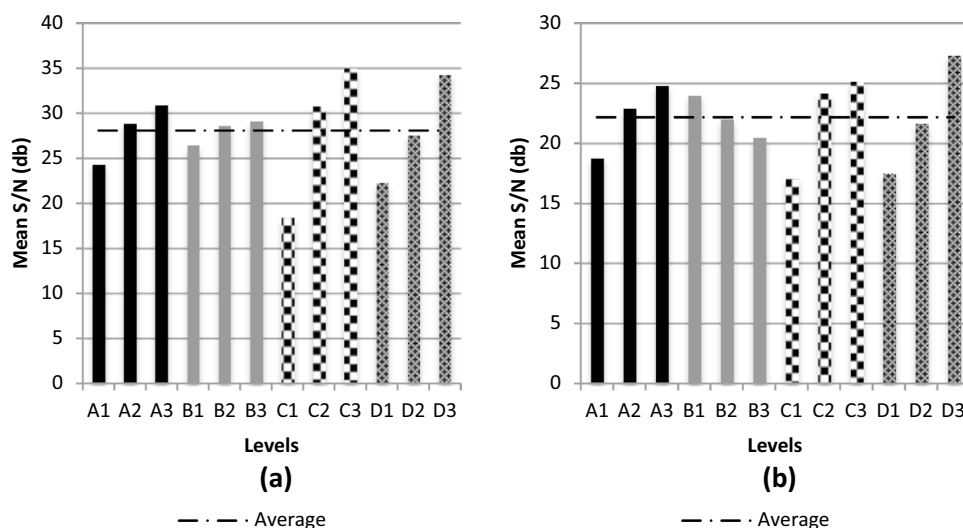 40
35
30
25
20
15
10
5
0
Mean S/N (db)
A1 A2 A3 B1 B2 B3 C1 C2 C3 D1 D2 D3
Levels
(a)
Average
30
25
20
15
10
5
0
Mean S/N (db)
A1 A2 A3 B1 B2 B3 C1 C2 C3 D1 D2 D3
Levels
(b)
Average